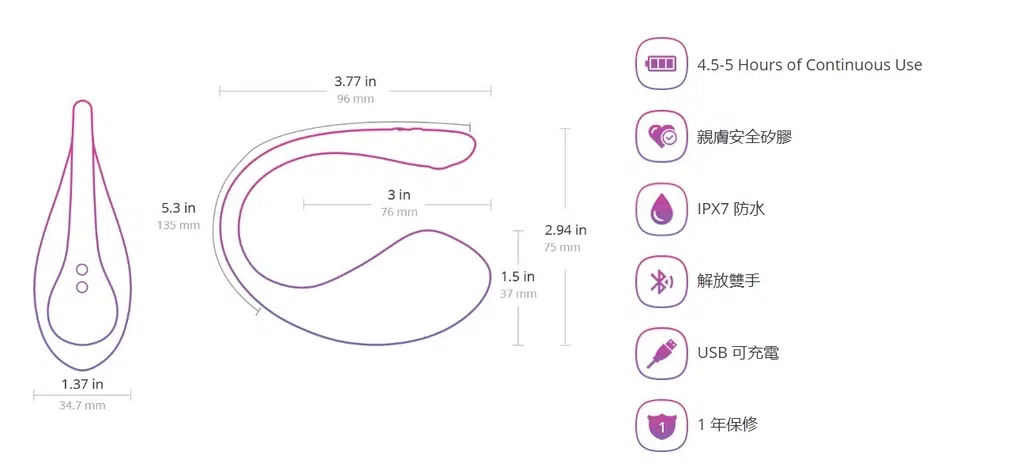 3.77 in
96 mm
5.3 in
135 mm
3 in
76 mm
2.94 in
75 mm
1.5 in
37 mm
1.37 in
34.7 mm
4.5-5 Hours of Continuous Use
親膚安全矽膠
IPX7 防水
解放雙手
USB 可充電
1
1 年保修